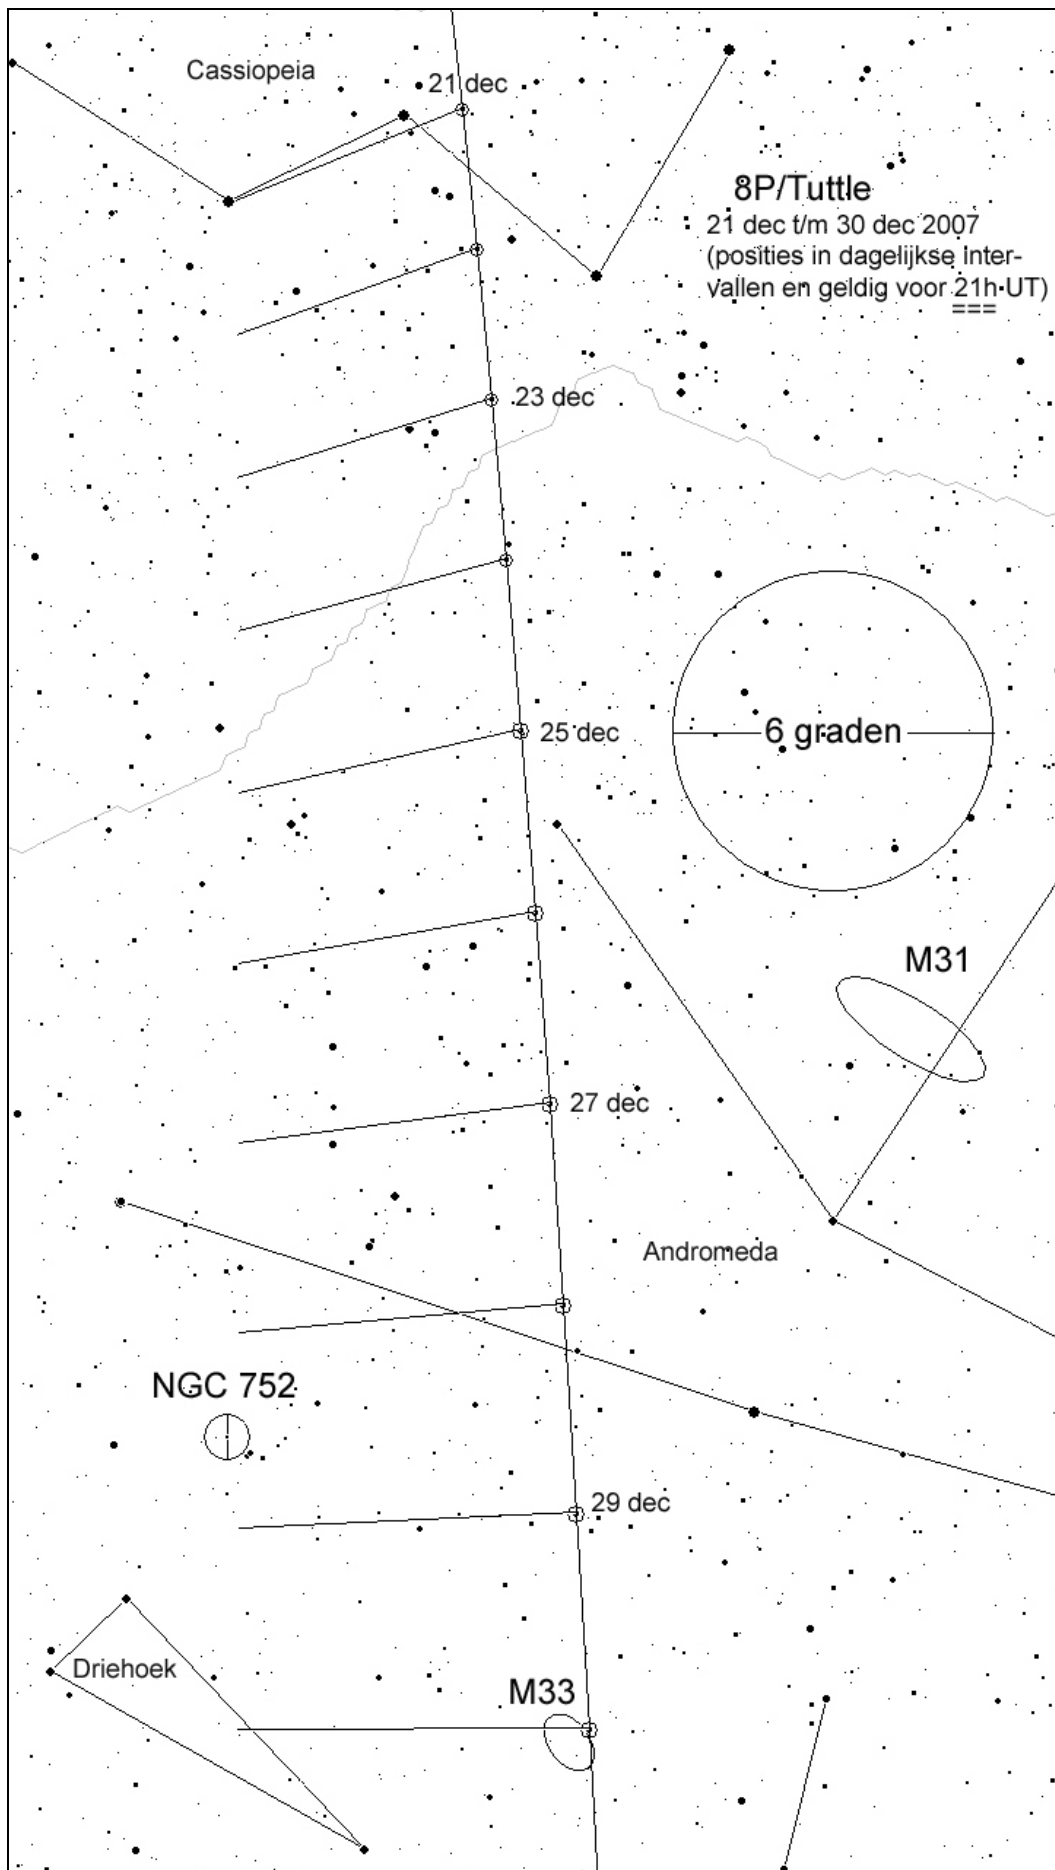 Cassiopeia
21 dec
8P/Tuttle
21 dec t/m 30 dec 2007
(posities in dagelijkse inter-
vallen en geldig voor 21h UT)
===
23 dec
25 dec
6 graden
M31
27 dec
Andromeda
NGC 752
29 dec
Driehoek
M33